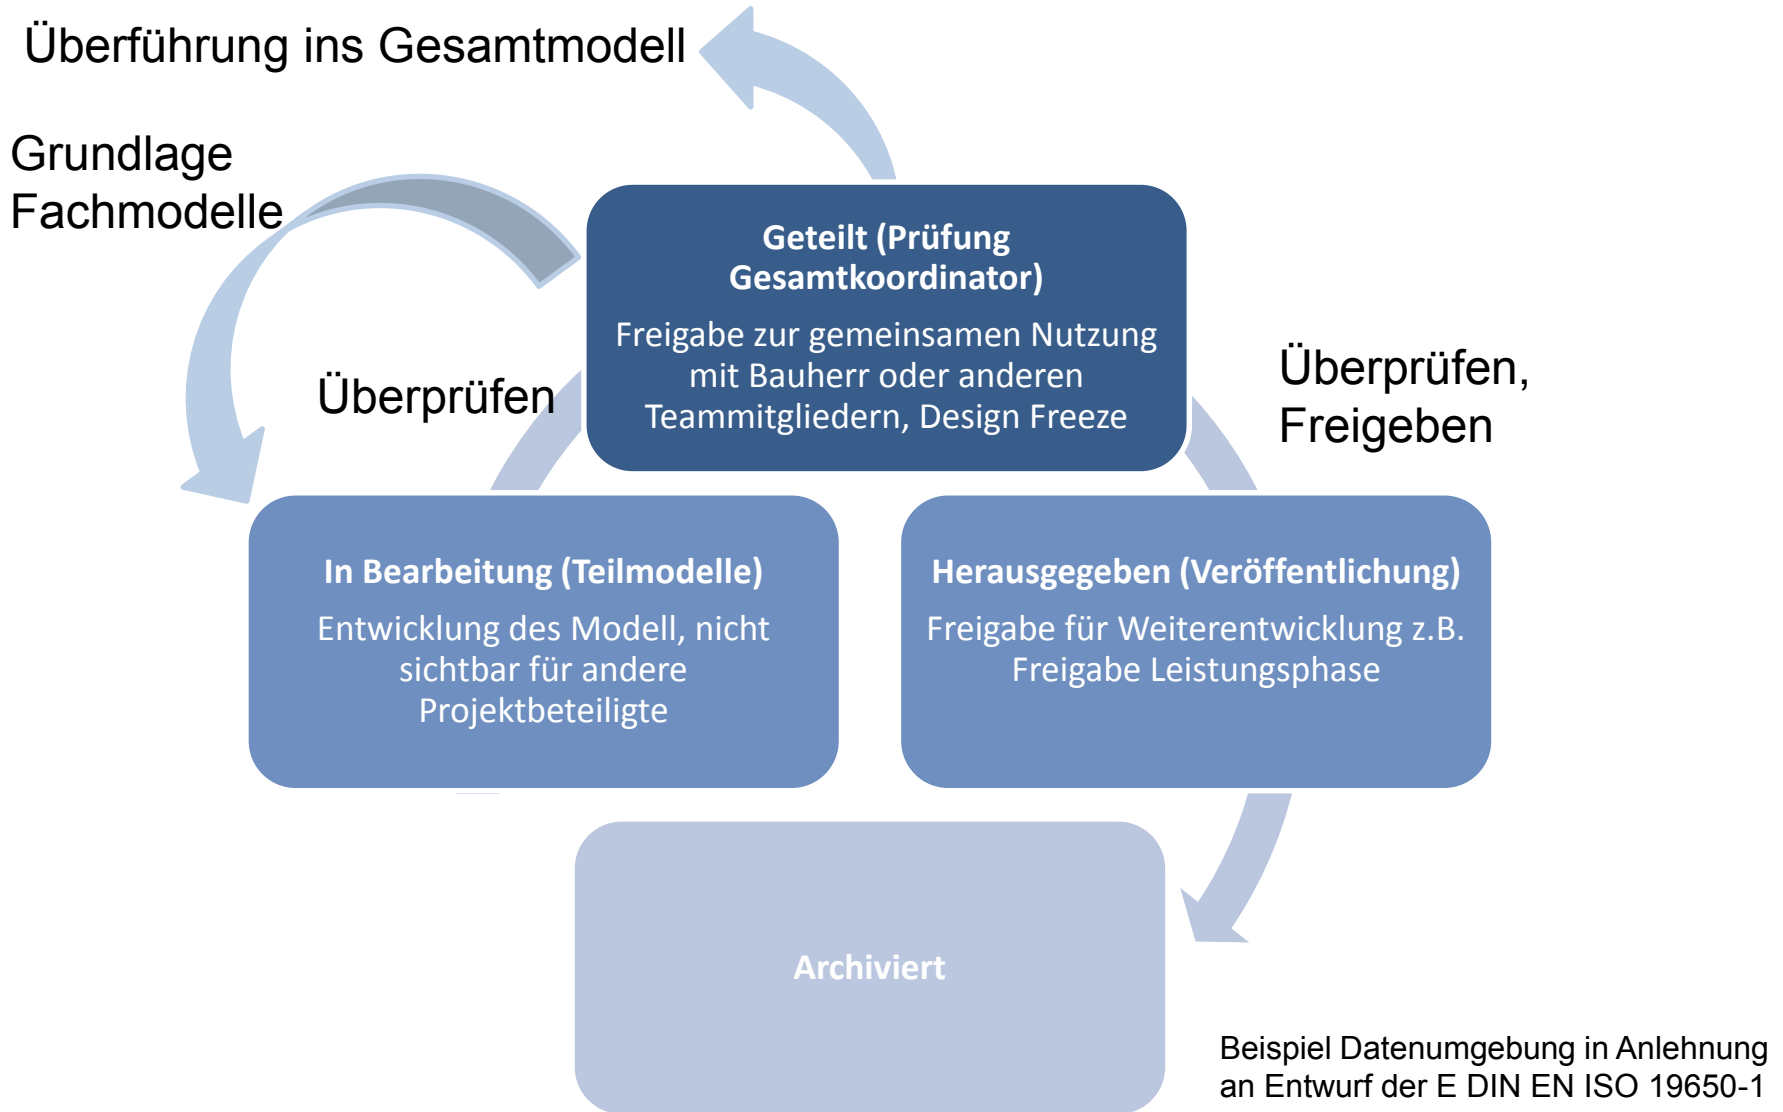 Überführung ins Gesamtmodell
Grundlage
Fachmodelle
Geteilt (Prüfung
Gesamtkoordinator)
Freigabe zur gemeinsamen Nutzung
mit Bauherr oder anderen
Teammitgliedern, Design Freeze
Überprüfen
Überprüfen,
Freigeben
In Bearbeitung (Teilmodelle)
Entwicklung des Modell, nicht
sichtbar für andere
Projektbeteiligte
Herausgegeben (Veröffentlichung)
Freigabe für Weiterentwicklung z.B.
Freigabe Leistungsphase
Archiviert
Beispiel Datenumgebung in Anlehnung
an Entwurf der E DIN EN ISO 19650-1